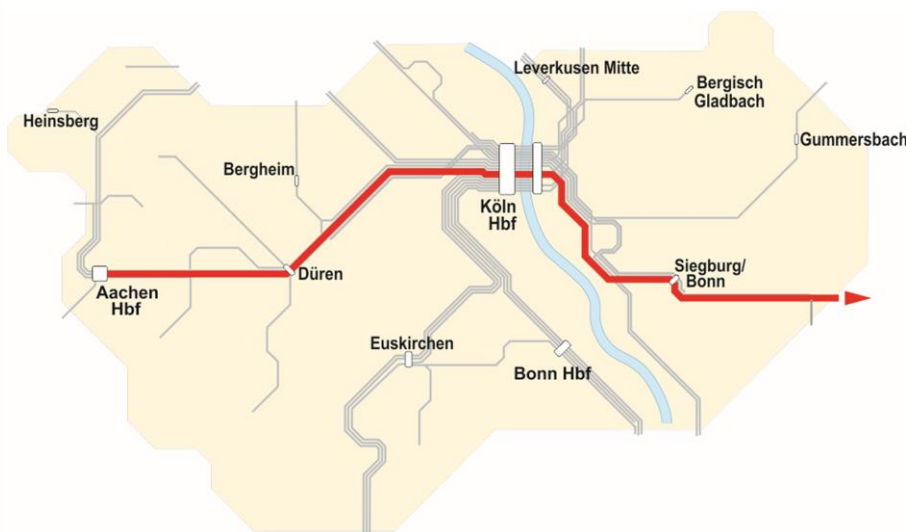 Leverkusen Mitte
Bergisch
Gladbach
Heinsberg
Gummersbach
Bergheim
Köln
Hbf
Düren
Siegburg/
Bonn
Aachen
Hbf
Euskirchen
Bonn Hbf